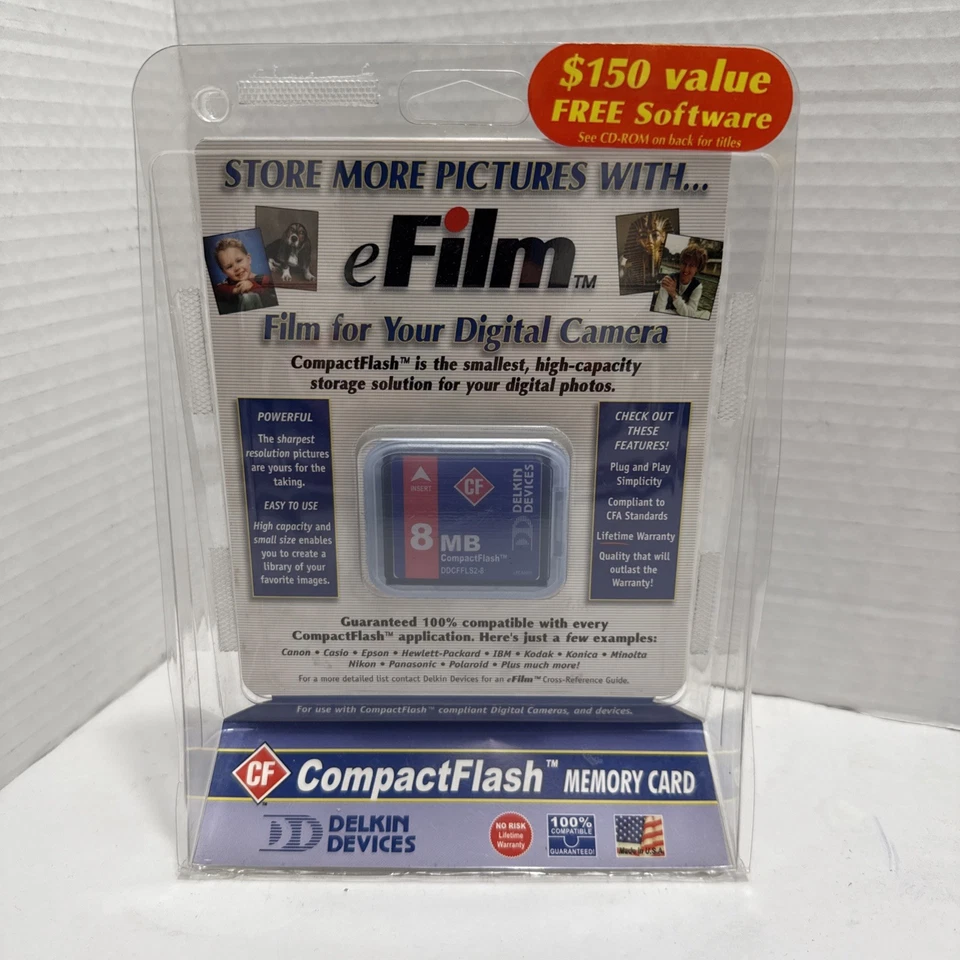 $150 value
FREE Software
See CD-ROM on back for titles
STORE MORE PICTURES WITH...
eFilm™
Film for Your Digital Camera
CompactFlash™ is the smallest, high-capacity
storage solution for your digital photos.
POWERFUL
The sharpest
resolution pictures
are yours for the
taking.
EASY TO USE
High capacity and
small size enables
you to create a
library of your
favorite images.
INSERT
CF
DELKIN
DEVICES
8 MB
CompactFlash™
DDCFFLS2-8
CHECK OUT
THESE
FEATURES!
Plug and Play
Simplicity
Compliant to
CFA Standards
Lifetime Warranty
Quality that will
outlast the
Warranty!
Guaranteed 100% compatible with every
CompactFlash™ application. Here's just a few examples:
Canon • Casio • Epson • Hewlett-Packard • IBM • Kodak • Konica • Minolta
Nikon • Panasonic • Polaroid • Plus much more!
For a more detailed list contact Delkin Devices for an eFilm™ Cross-Reference Guide.
For use with CompactFlash™ compliant Digital Cameras, and devices.
CF CompactFlash™ MEMORY CARD
DELKIN
DEVICES
NO RISK
Lifetime
Warranty
100%
COMPATIBLE
GUARANTEED!
Made in U.S.A.